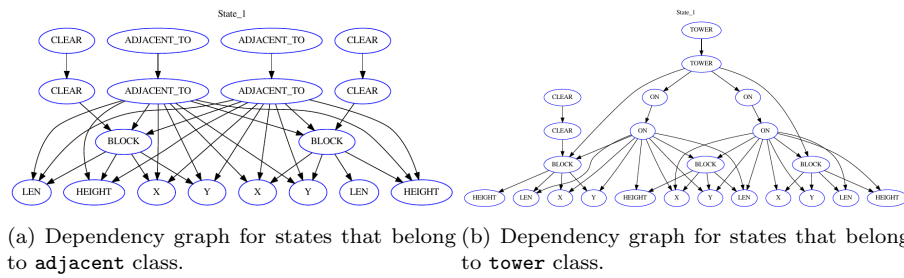 State_1
CLEAR ADJACENT_TO ADJACENT_TO CLEAR
CLEAR ADJACENT_TO ADJACENT_TO CLEAR
BLOCK BLOCK
LEN HEIGHT X Y X Y LEN HEIGHT
(a) Dependency graph for states that belong
to adjacent class.
State_1
TOWER
TOWER
CLEAR ON ON
CLEAR ON ON
BLOCK BLOCK BLOCK
HEIGHT LEN X Y HEIGHT X Y LEN X Y LEN HEIGHT
(b) Dependency graph for states that belong
to tower class.